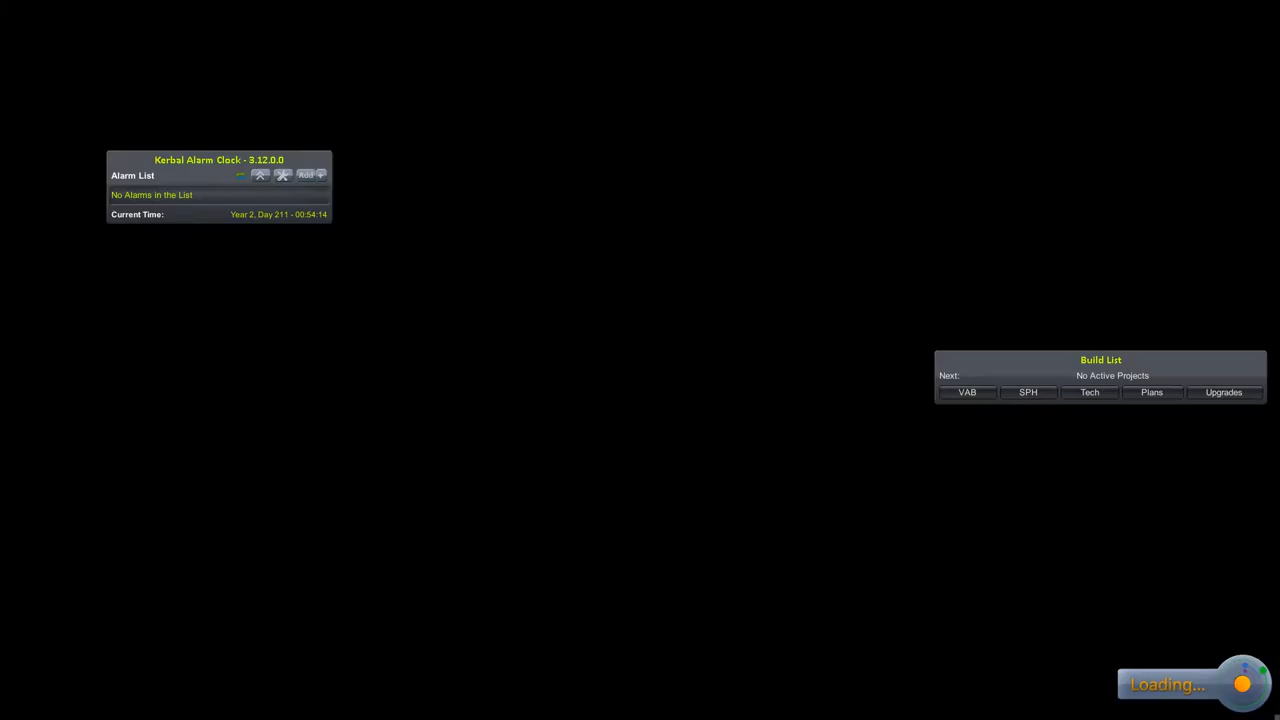 Kerbal Alarm Clock - 3.12.0.0
Alarm List
Add +
No Alarms in the List
Current Time: Year 2, Day 211 - 00:54:14
Build List
Next: No Active Projects
VAB SPH Tech Plans Upgrades
Loading...